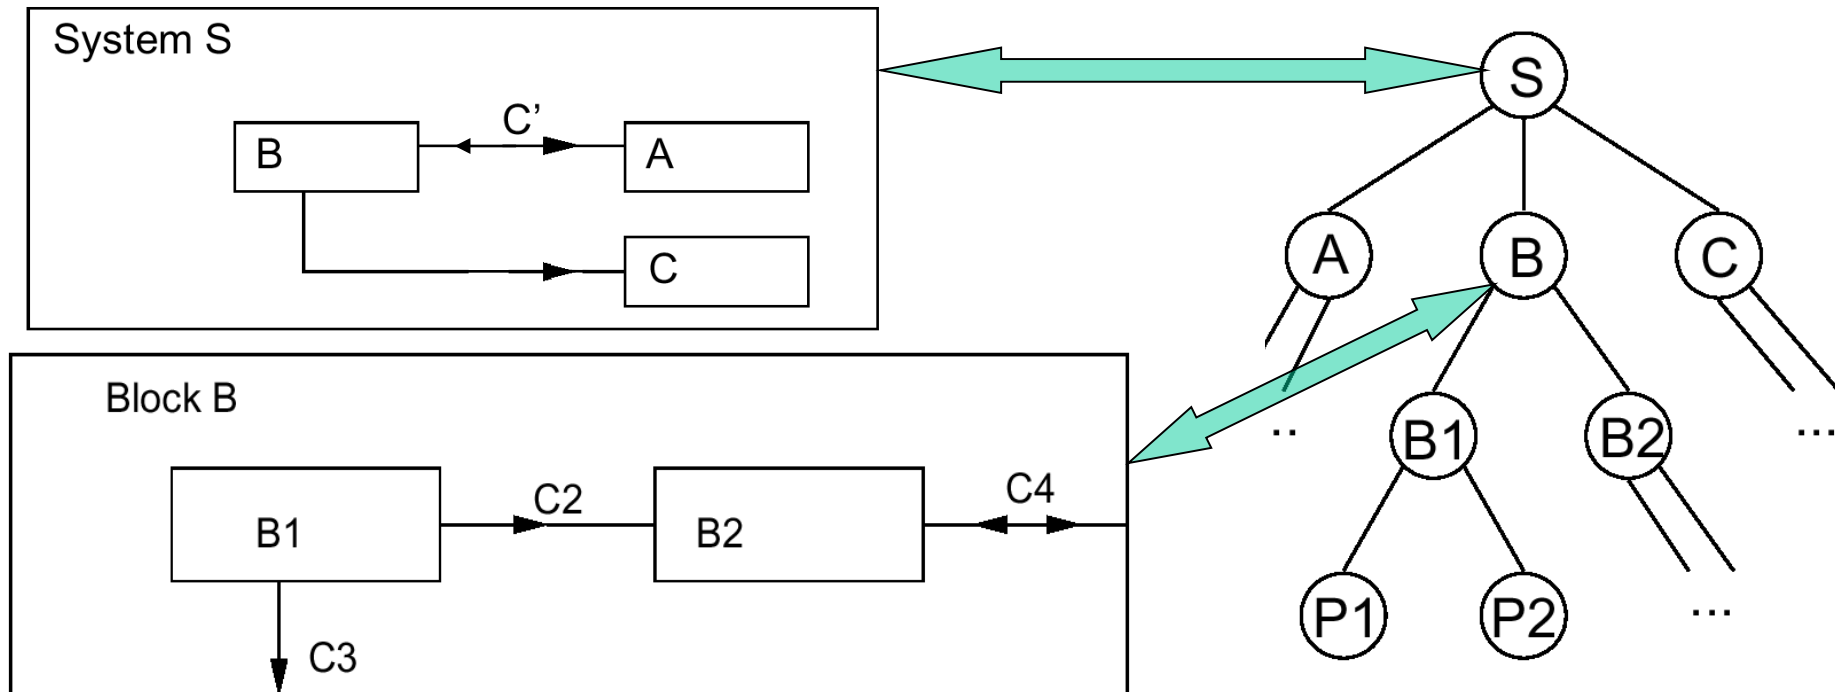 System S
C’
B
A
C
Block B
C2
C4
B1
B2
C3
S
A
B
C
..
B1
B2
...
P1
P2
...